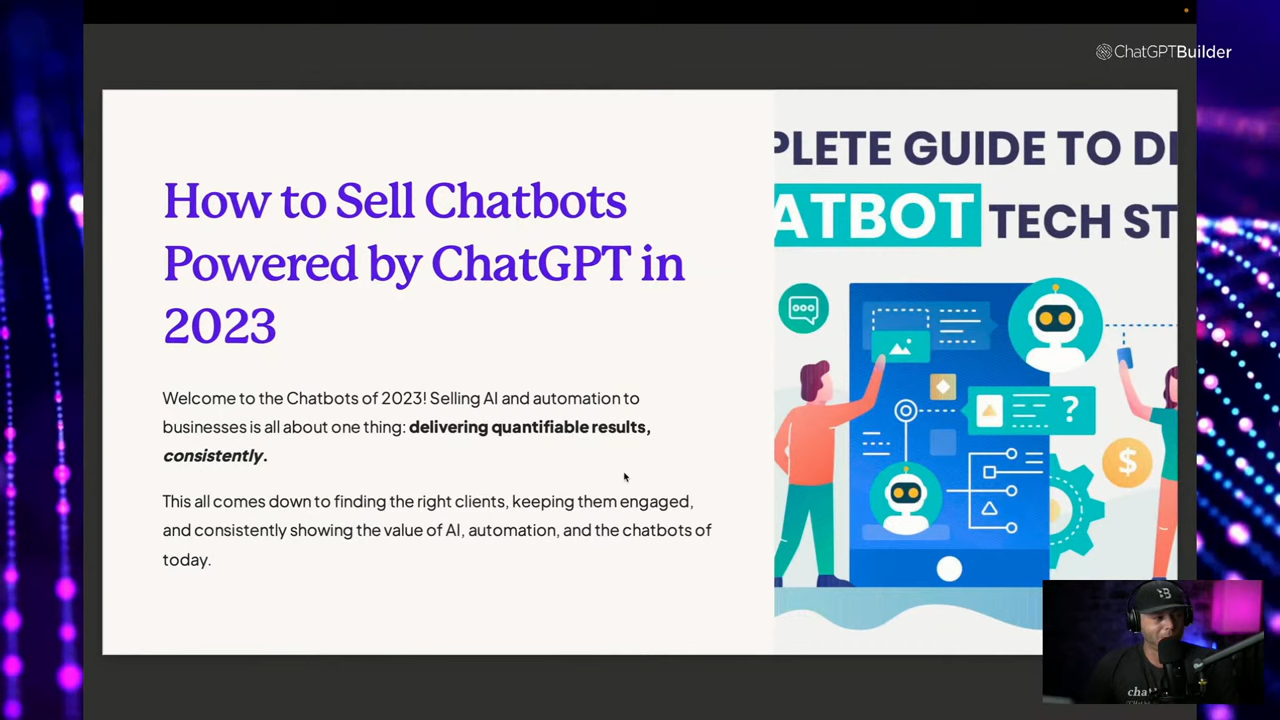 ChatGPTBuilder
PLETE GUIDE TO DI
ATBOT TECH ST
How to Sell Chatbots
Powered by ChatGPT in
2023
Welcome to the Chatbots of 2023! Selling AI and automation to
businesses is all about one thing: delivering quantifiable results,
consistently.
This all comes down to finding the right clients, keeping them engaged,
and consistently showing the value of AI, automation, and the chatbots of
today.
?
$